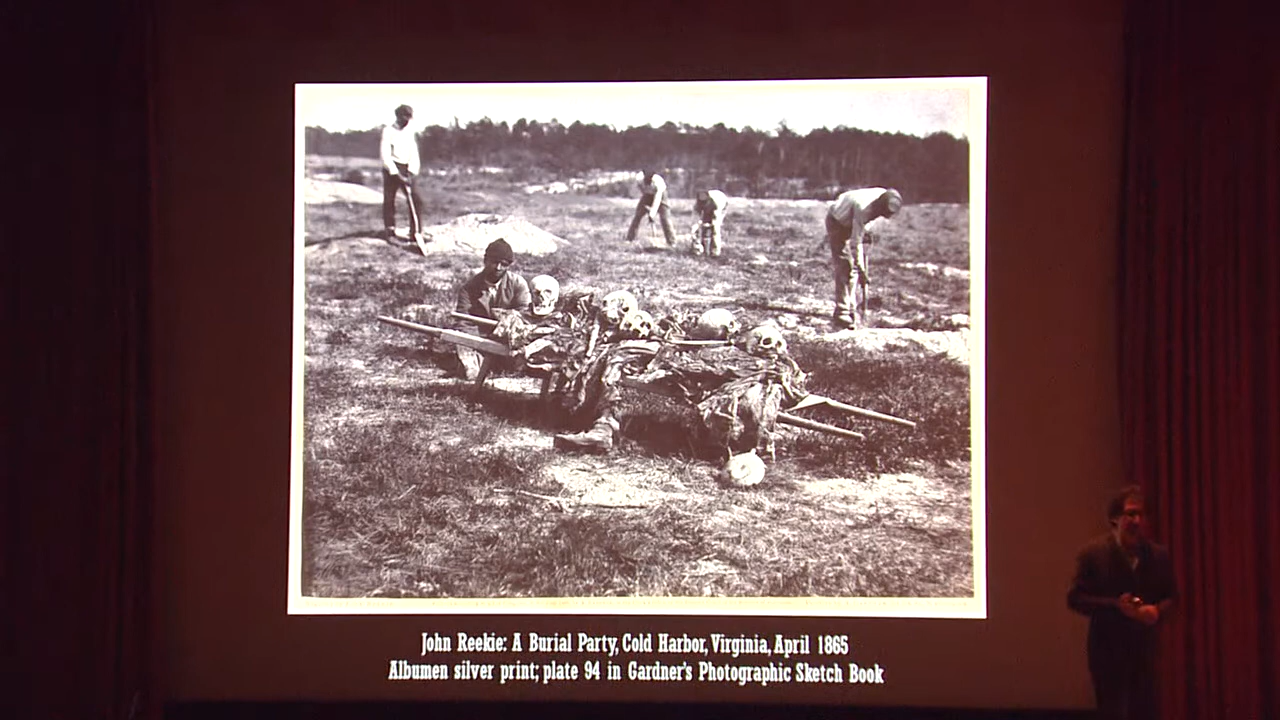 John Reekie: A Burial Party, Cold Harbor, Virginia, April 1865
Albumen silver print; plate 94 in Gardner's Photographic Sketch Book